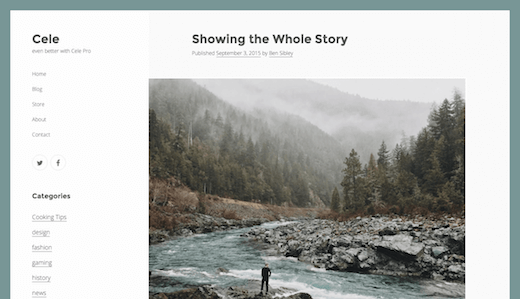 Cele
even better with Cele Pro
Home
Blog
Store
About
Contact
Categories
Cooking Tips
design
fashion
gaming
history
news
Showing the Whole Story
Published September 3, 2015 by Ben Sibley